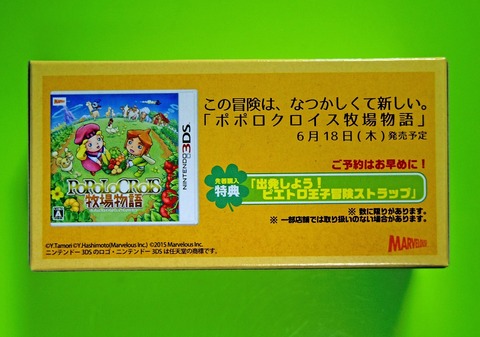 この冒険は、なつかしくて新しい。
「ポポロクロイス牧場物語」
6月18日(木)発売予定
NINTENDO 3DS
POPOLOCROIS
牧場物語
A
ご予約はお早めに！
先着購入
特典
「出発しよう！
ピエトロ王子冒険ストラップ」
※ 数に限りがあります。
※ 一部店舗では取り扱いのない場合があります。
©Y.Tamori ©Y.Hashimoto(Marvelous Inc.) ©2015 Marvelous Inc.
ニンテンドー3DSのロゴ・ニンテンドー3DSは任天堂の商標です。
MARVELOUS